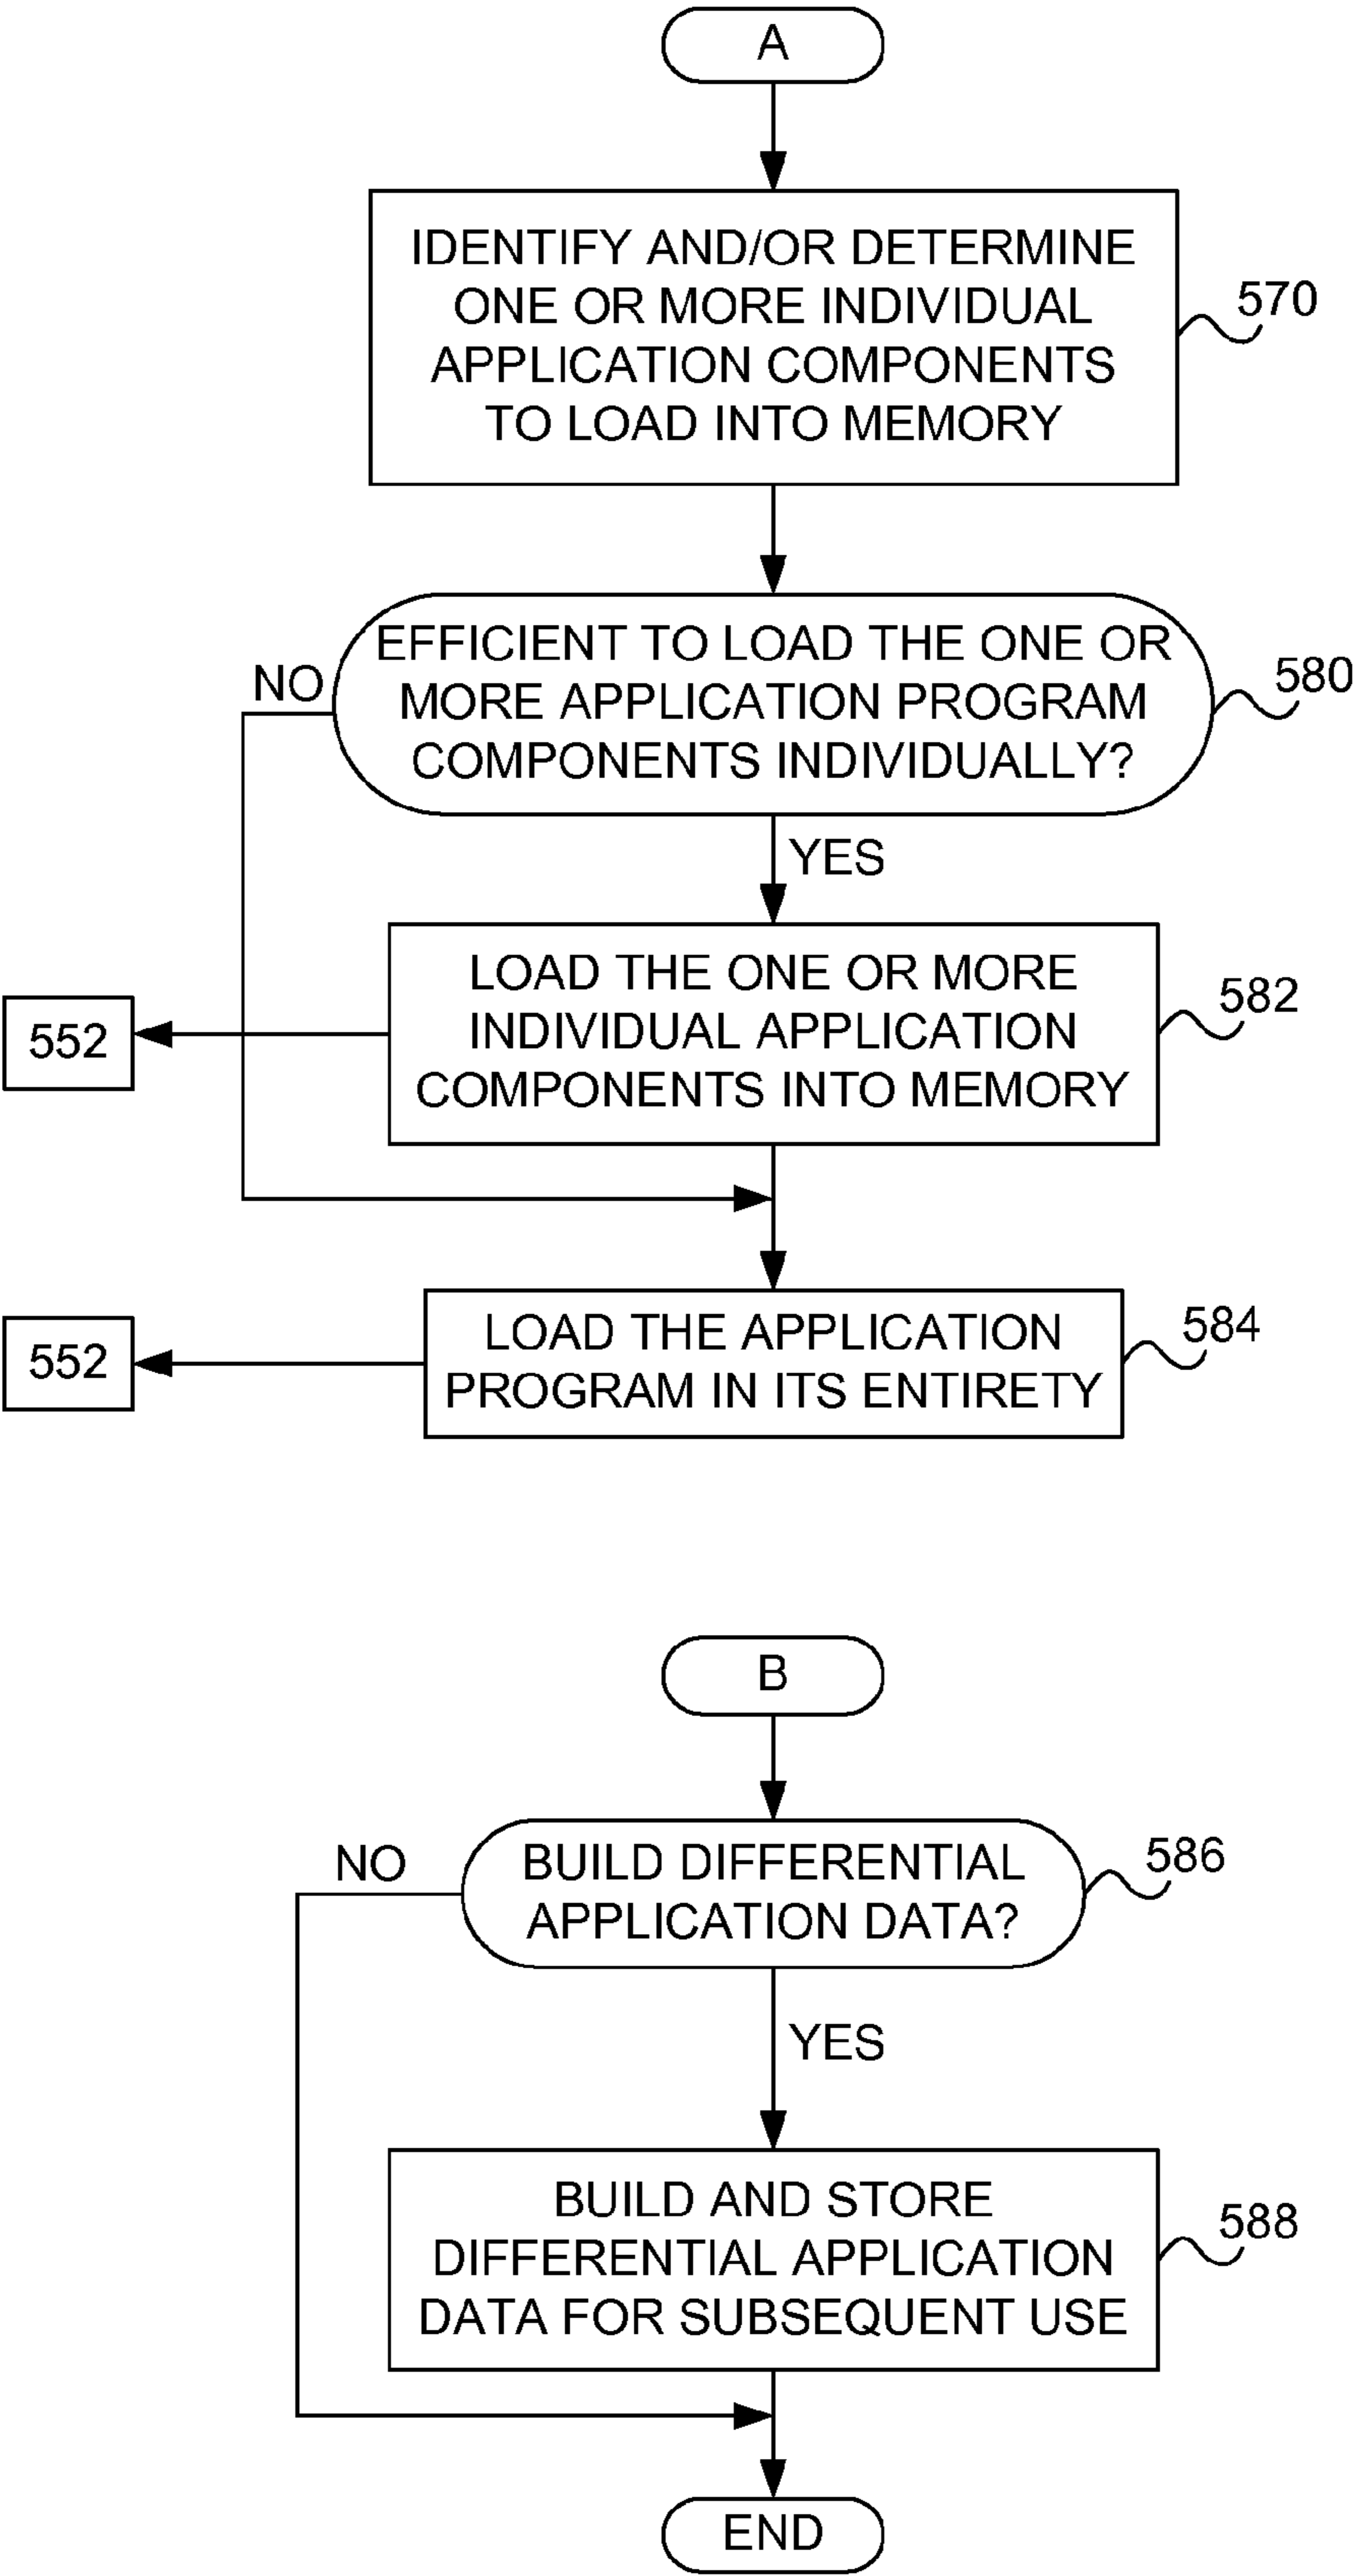 A
IDENTIFY AND/OR DETERMINE
ONE OR MORE INDIVIDUAL
APPLICATION COMPONENTS
TO LOAD INTO MEMORY
570
EFFICIENT TO LOAD THE ONE OR
MORE APPLICATION PROGRAM
COMPONENTS INDIVIDUALLY?
580
NO
YES
LOAD THE ONE OR MORE
INDIVIDUAL APPLICATION
COMPONENTS INTO MEMORY
582
552
LOAD THE APPLICATION
PROGRAM IN ITS ENTIRETY
584
552
B
BUILD DIFFERENTIAL
APPLICATION DATA?
586
NO
YES
BUILD AND STORE
DIFFERENTIAL APPLICATION
DATA FOR SUBSEQUENT USE
588
END